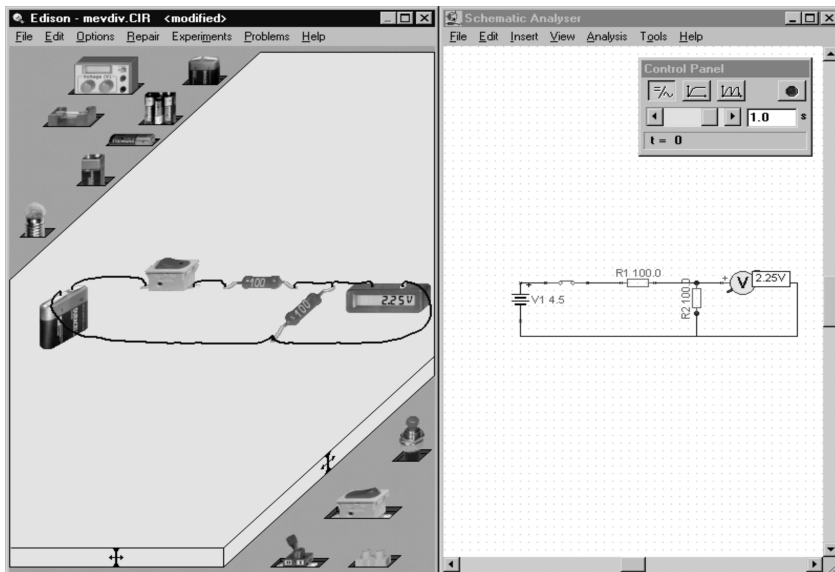 Edison - mevdiv.CIR <modified>
File Edit Options Repair Experiments Problems Help
100
100
2.25V
Schematic Analyser
File Edit Insert View Analysis Tools Help
Control Panel
1.0 s
t = 0
R1 100.0
V1 4.5
R2 100.0
+
V
2.25V